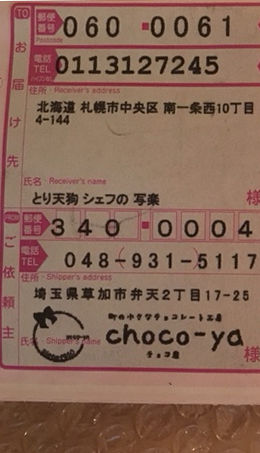 TO
お届け先
郵便番号 060-0061
Postcode
電話 TEL 0113127245
住所・Receiver's address
北海道 札幌市中央区 南一条西10丁目
4-144
氏名・Receiver's name
とり天狗 シェフの 写楽
様
FROM
ご依頼主
郵便番号 340-0004
電話 TEL 048-931-5117
住所・Shipper's address
埼玉県草加市弁天2丁目17-25
町の小さなチョコレート工房
氏名・Shipper's name
choco-ya
チョコ屋
様